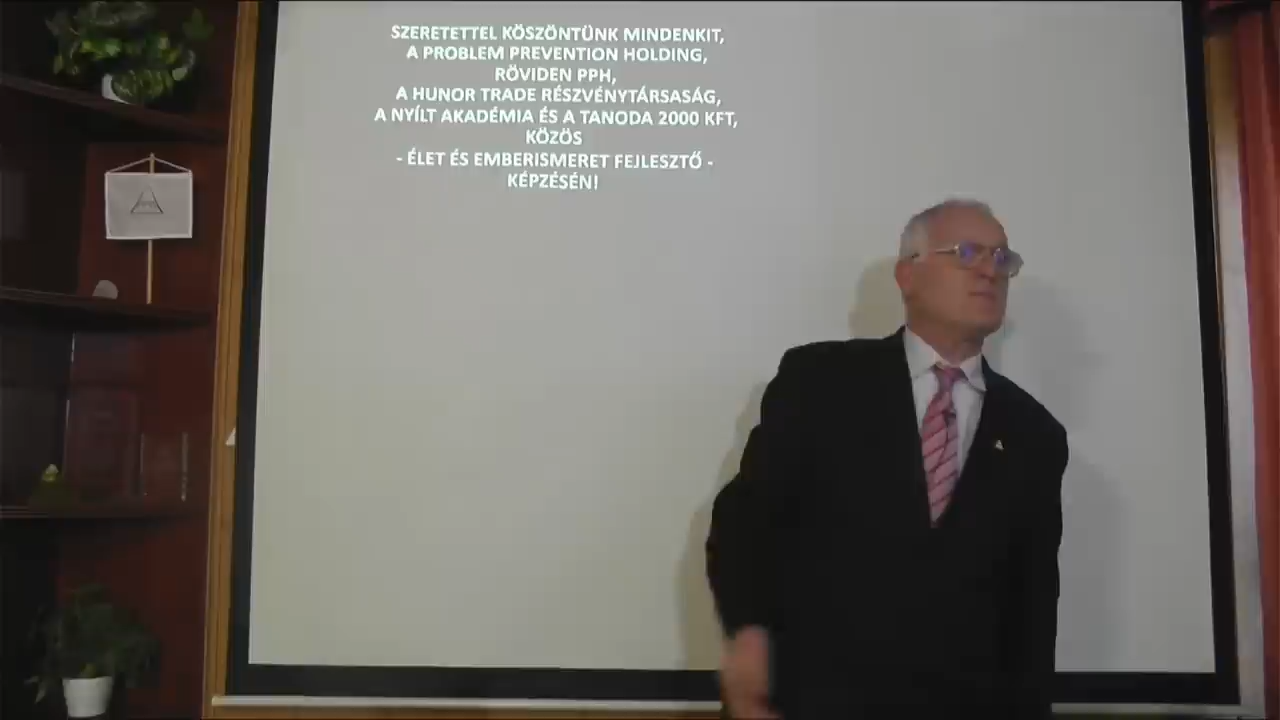 SZERETETTEL KÖSZÖNTÜNK MINDENKIT,
A PROBLEM PREVENTION HOLDING,
RÖVIDEN PPH,
A HUNOR TRADE RÉSZVÉNYTÁRSASÁG,
A NYÍLT AKADÉMIA ÉS A TANODA 2000 KFT,
KÖZÖS
- ÉLET ÉS EMBERISMERET FEJLESZTŐ -
KÉPZÉSÉN!